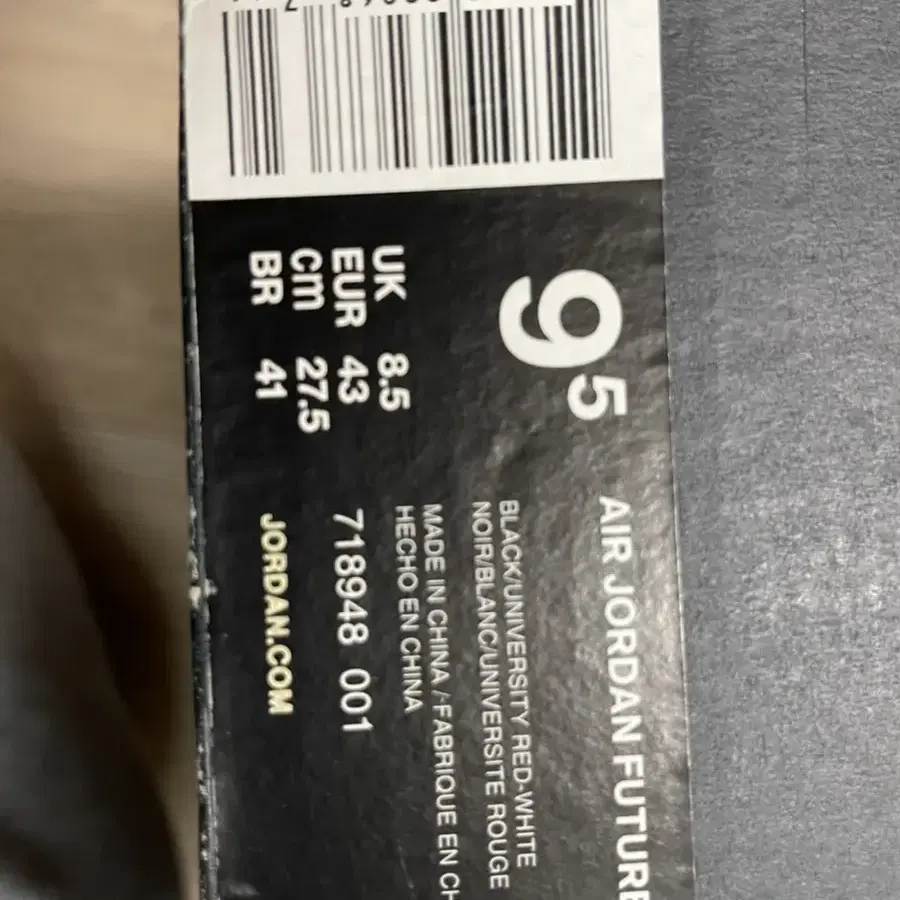 9.5
AIR JORDAN FUTURE
BLACK/UNIVERSITY RED-WHITE
NOIR/BLANC/UNIVERSITE ROUGE
UK 8.5
EUR 43
cm 27.5
BR 41
MADE IN CHINA / FABRIQUE EN CH
HECHO EN CHINA
718948 001
JORDAN.COM